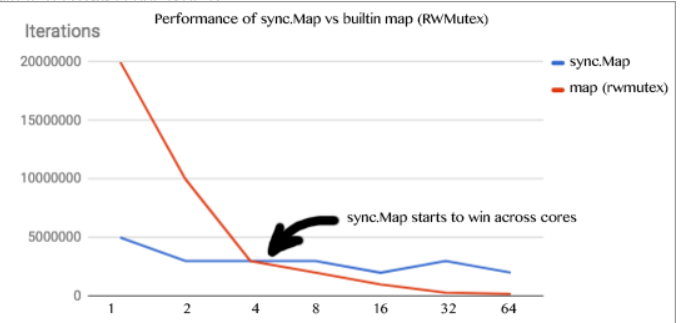 Performance of sync.Map vs builtin map (RWMutex)
Iterations
20000000
sync.Map
map (rwmutex)
15000000
10000000
sync.Map starts to win across cores
5000000
0
1 2 4 8 16 32 64